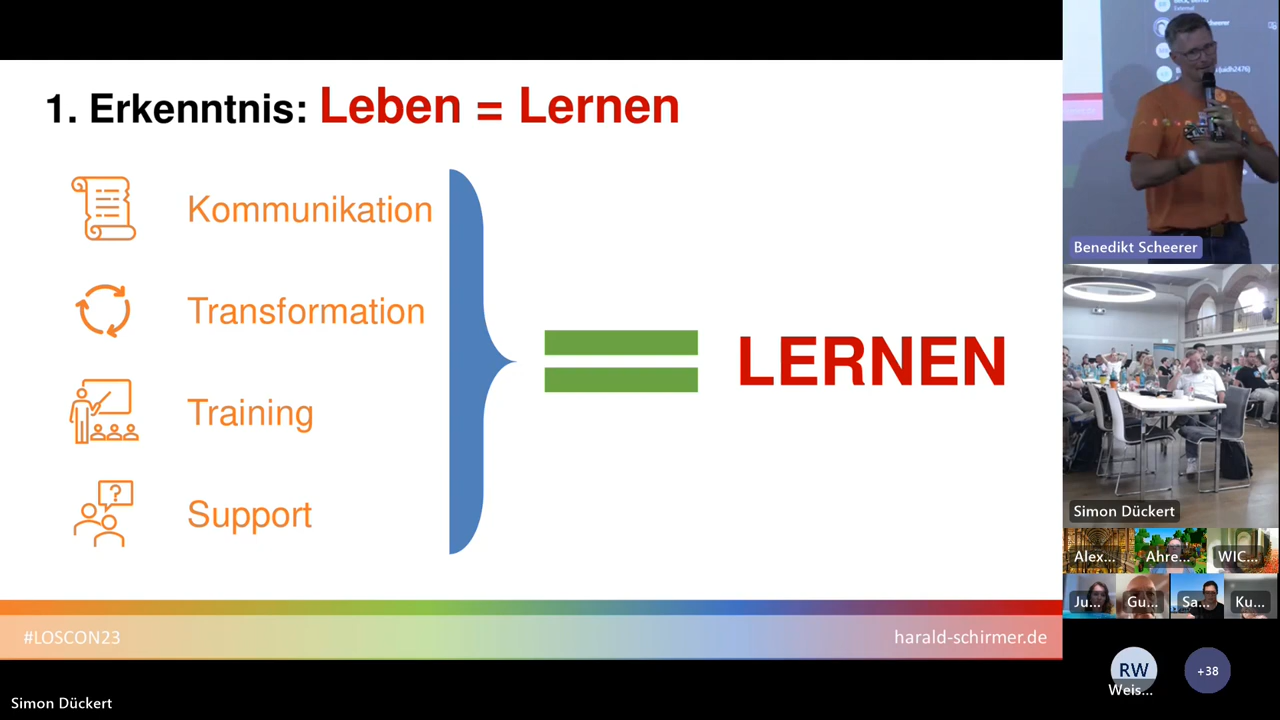 1. Erkenntnis: Leben = Lernen
Kommunikation
Transformation
Training
?
Support
LERNEN
#LOSCON23
harald-schirmer.de
Simon Dückert
External
Benedikt Scheerer
Simon Dückert
Alex...
Ahre...
WIC...
Ju...
Gu...
Sa...
Ku...
RW
Weis...
+38